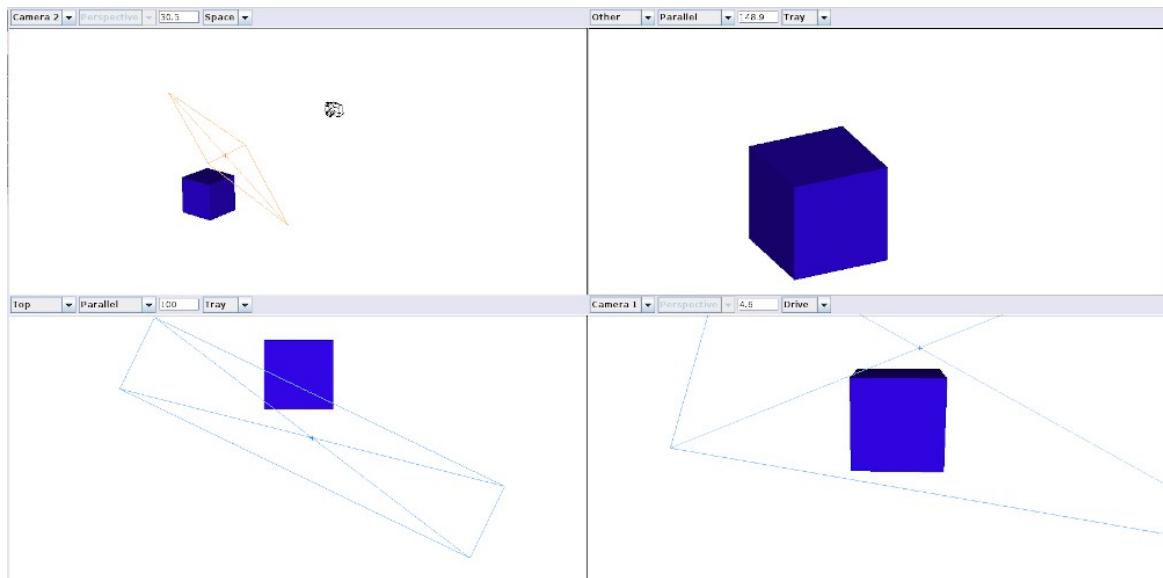 Camera 2 Perspective 30.3 Space
Other Parallel 148.9 Tray
Top Parallel 100 Tray
Camera 1 Perspective 4.6 Drive